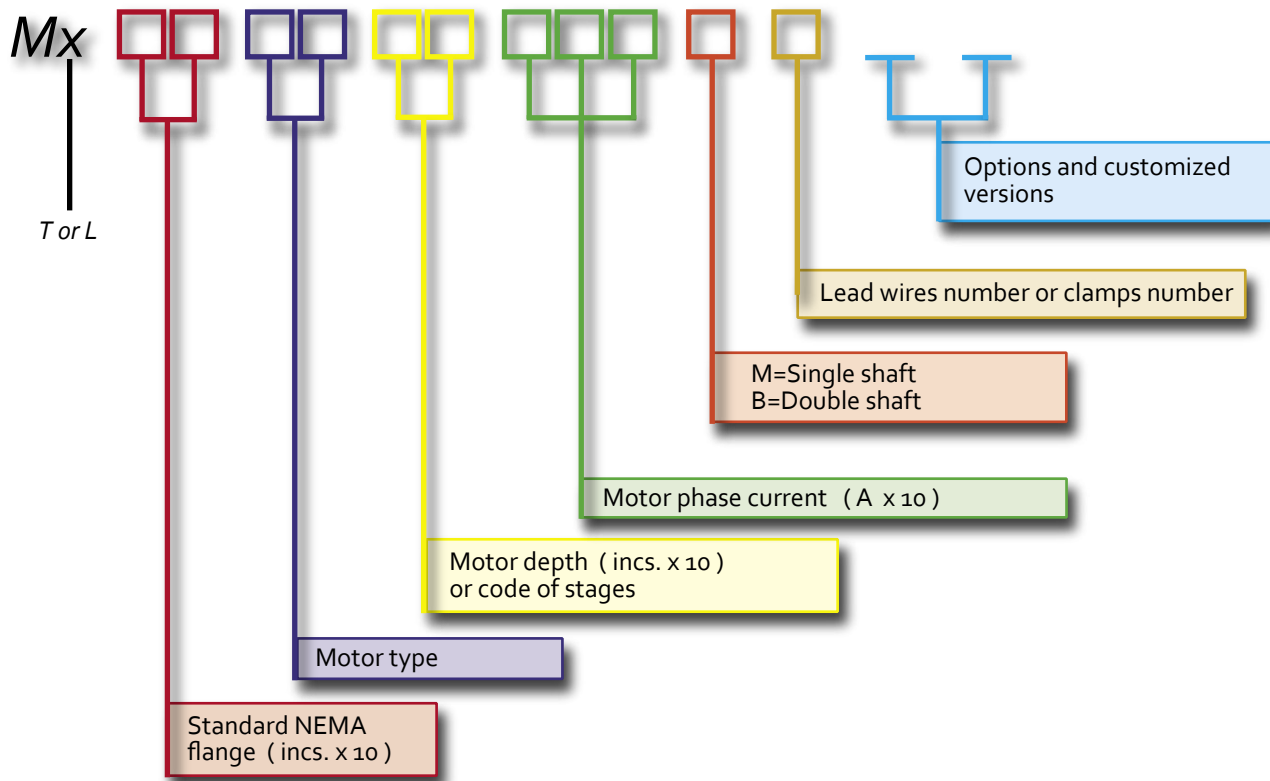 Mx
T or L
Options and customized
versions
Lead wires number or clamps number
M=Single shaft
B=Double shaft
Motor phase current ( A x 10 )
Motor depth ( incs. x 10 )
or code of stages
Motor type
Standard NEMA
flange ( incs. x 10 )